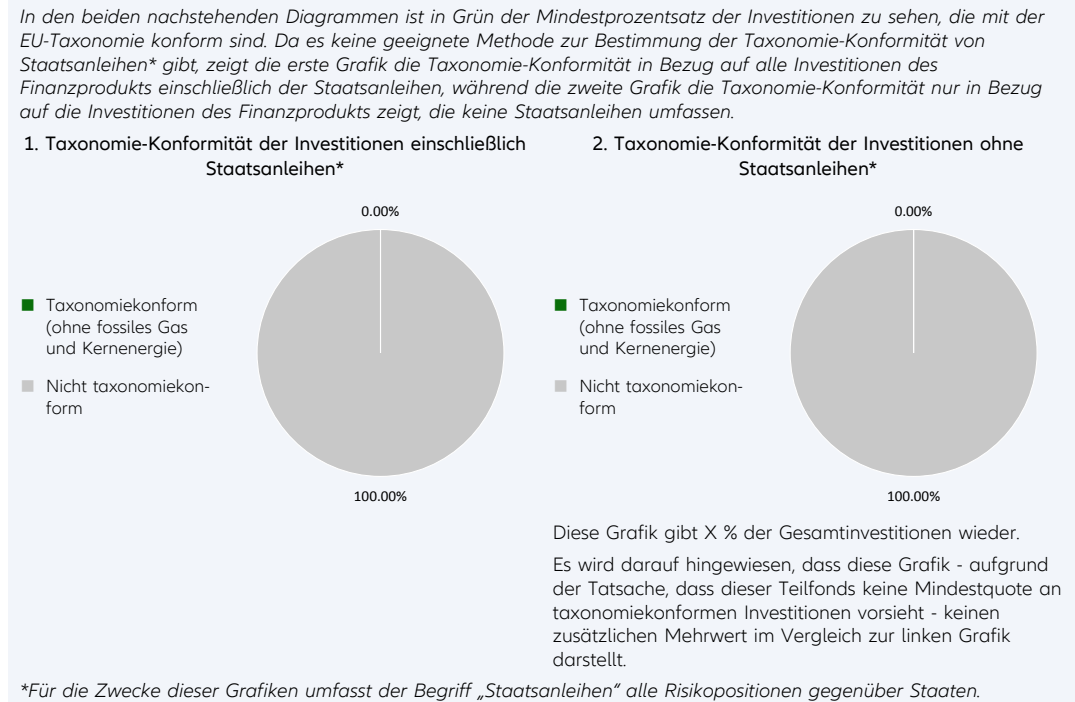 In den beiden nachstehenden Diagrammen ist in Grün der Mindestprozentsatz der Investitionen zu sehen, die mit der
EU-Taxonomie konform sind. Da es keine geeignete Methode zur Bestimmung der Taxonomie-Konformität von
Staatsanleihen* gibt, zeigt die erste Grafik die Taxonomie-Konformität in Bezug auf alle Investitionen des
Finanzprodukts einschließlich der Staatsanleihen, während die zweite Grafik die Taxonomie-Konformität nur in Bezug
auf die Investitionen des Finanzprodukts zeigt, die keine Staatsanleihen umfassen.
1. Taxonomie-Konformität der Investitionen einschließlich
Staatsanleihen*
0.00%
Taxonomiekonform
(ohne fossiles Gas
und Kernenergie)
Nicht taxonomiekon-
form
100.00%
2. Taxonomie-Konformität der Investitionen ohne
Staatsanleihen*
0.00%
Taxonomiekonform
(ohne fossiles Gas
und Kernenergie)
Nicht taxonomiekon-
form
100.00%
Diese Grafik gibt X % der Gesamtinvestitionen wieder.
Es wird darauf hingewiesen, dass diese Grafik - aufgrund
der Tatsache, dass dieser Teilfonds keine Mindestquote an
taxonomiekonformen Investitionen vorsieht - keinen
zusätzlichen Mehrwert im Vergleich zur linken Grafik
darstellt.
*Für die Zwecke dieser Grafiken umfasst der Begriff „Staatsanleihen“ alle Risikopositionen gegenüber Staaten.